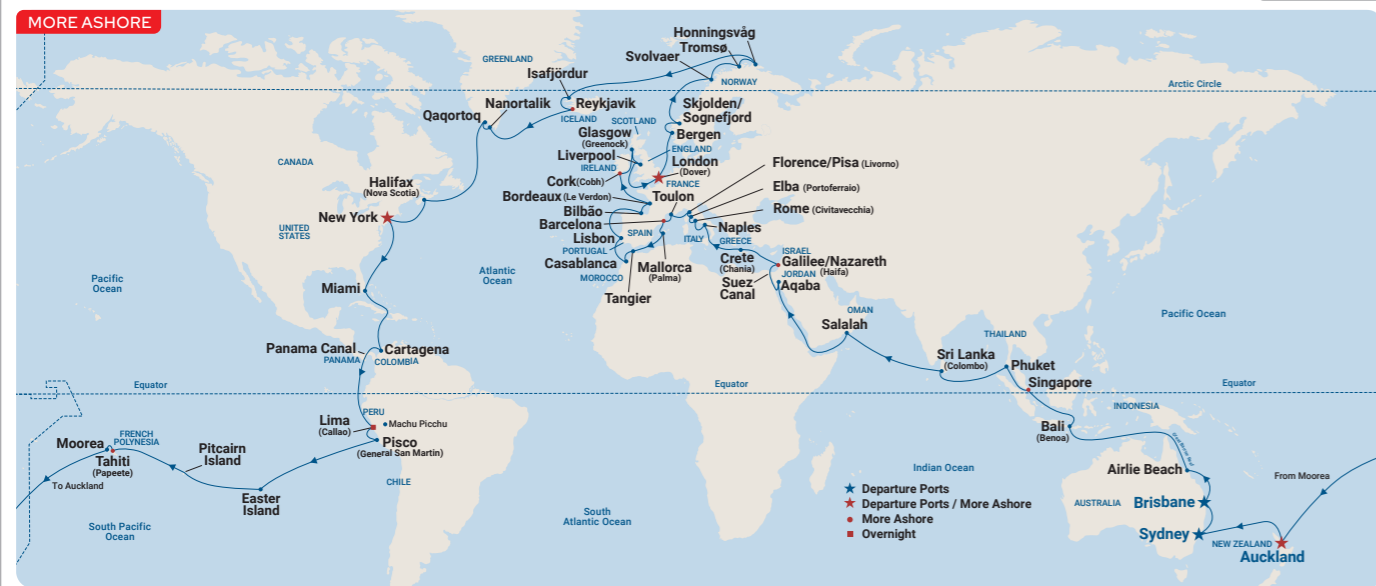 MORE ASHORE
Honningsvåg
Tromsø
Svolvaer
GREENLAND
NORWAY
Isafjördur
Arctic Circle
Nanortalik
Reykjavik
Skjolden/
Sognefjord
Qaqortoq
ICELAND
SCOTLAND
Glasgow
(Greenock)
Bergen
ENGLAND
Liverpool
London
(Dover)
CANADA
IRELAND
Florence/Pisa (Livorno)
Cork(Cobh)
FRANCE
Halifax
(Nova Scotia)
Elba (Portoferraio)
Bordeaux (Le Verdon)
Toulon
Rome (Civitavecchia)
Bilbão
New York
Barcelona
Naples
UNITED
STATES
Lisbon
SPAIN
ITALY
GREECE
PORTUGAL
ISRAEL
Casablanca
Crete
(Chania)
Galilee/Nazareth
(Haifa)
Mallorca
(Palma)
MOROCCO
JORDAN
Atlantic
Ocean
Pacific
Ocean
Suez
Canal
Aqaba
Miami
Tangier
OMAN
Salalah
Pacific Ocean
THAILAND
Panama Canal
PANAMA
Cartagena
COLOMBIA
Sri Lanka
(Colombo)
Phuket
Equator
Equator
Singapore
Equator
INDONESIA
PERU
Lima
(Callao)
Machu Picchu
Bali
(Benoa)
FRENCH
POLYNESIA
Moorea
Pisco
(General San Martin)
Pitcairn
Island
Tahiti
(Papeete)
Great Barrier Reef
Airlie Beach
Indian Ocean
From Moorea
To Auckland
CHILE
Easter
Island
Departure Ports
Departure Ports / More Ashore
More Ashore
Overnight
AUSTRALIA
Brisbane
South Pacific
Ocean
South
Atlantic Ocean
Sydney
NEW ZEALAND
Auckland